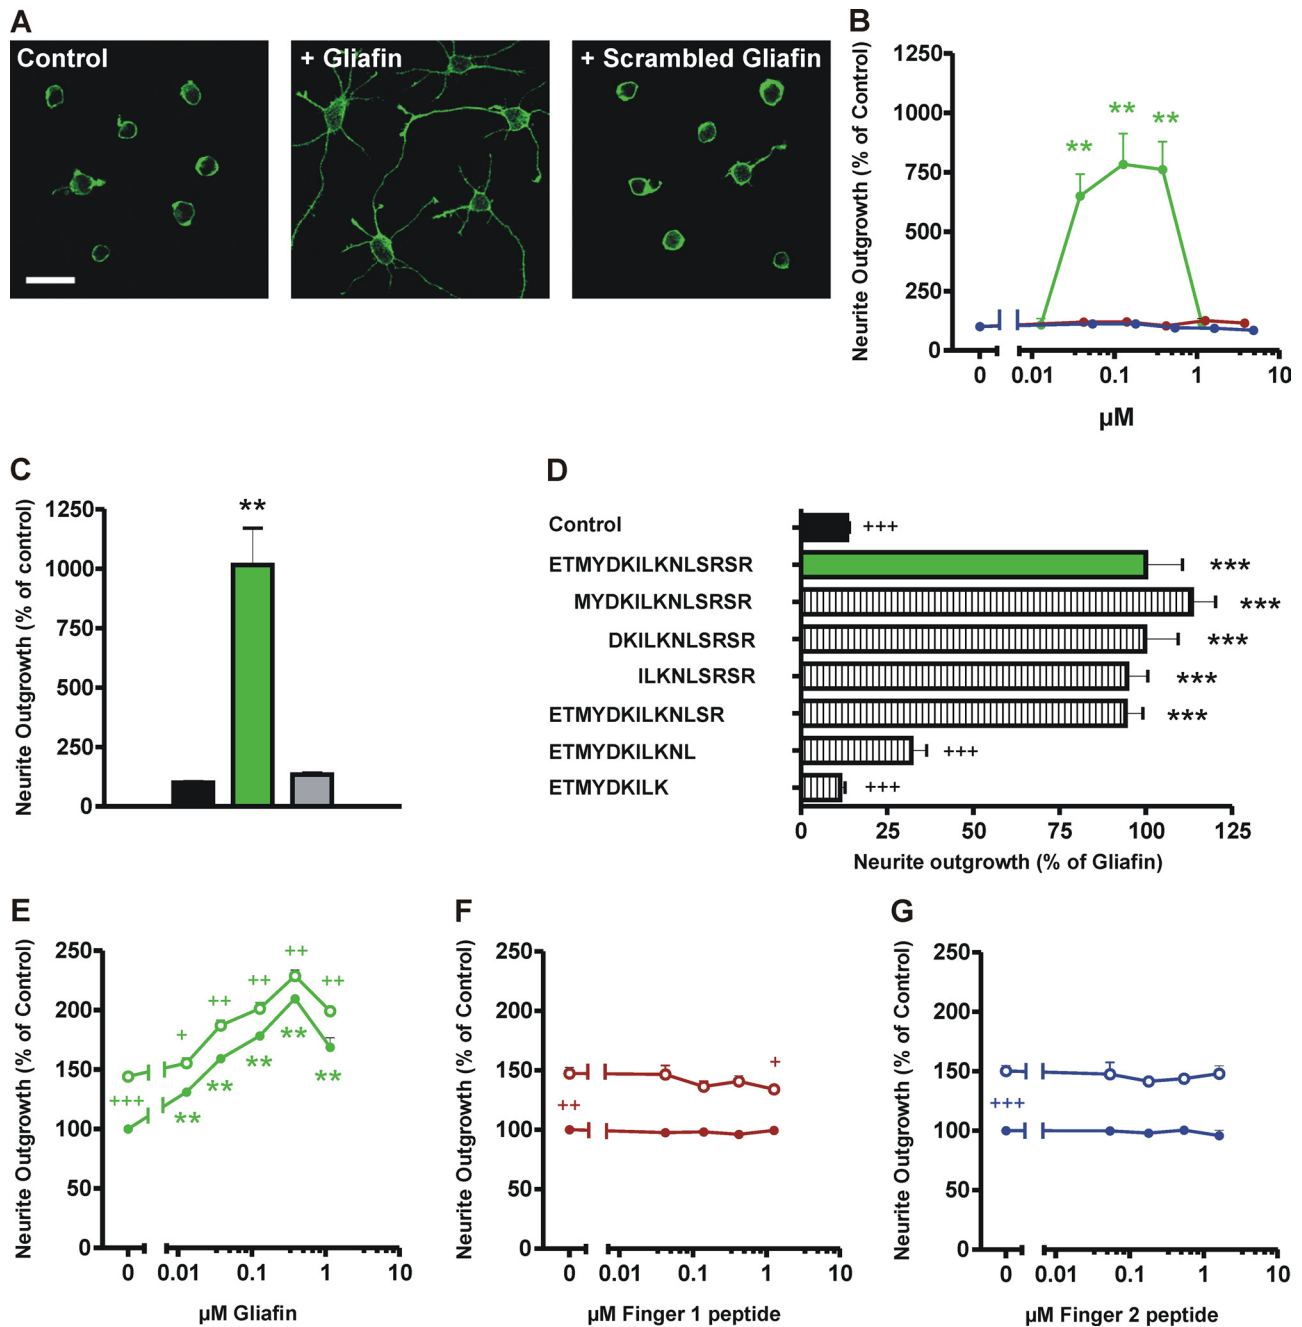 A
Control
+ Gliafin
+ Scrambled Gliafin
B
Neurite Outgrowth (% of Control)
1250
1000
750
500
250
0
** ** **
0 0.01 0.1 1 10
µM
C
Neurite Outgrowth (% of control)
1250
1000
750
500
250
0
**
D
Control +++
ETMYDKILKNLSRSR ***
MYDKILKNLSRSR ***
DKILKNLSRSR ***
ILKNLSRSR ***
ETMYDKILKNLSR ***
ETMYDKILKNL +++
ETMYDKILK +++
0 25 50 75 100 125
Neurite outgrowth (% of Gliafin)
E
Neurite Outgrowth (% of Control)
250
200
150
100
50
0
+++ + ++ ++ ++ ++
** ** ** ** **
0 0.01 0.1 1 10
µM Gliafin
F
Neurite Outgrowth (% of Control)
250
200
150
100
50
0
++ +
0 0.01 0.1 1 10
µM Finger 1 peptide
G
Neurite Outgrowth (% of Control)
250
200
150
100
50
0
+++
0 0.01 0.1 1 10
µM Finger 2 peptide